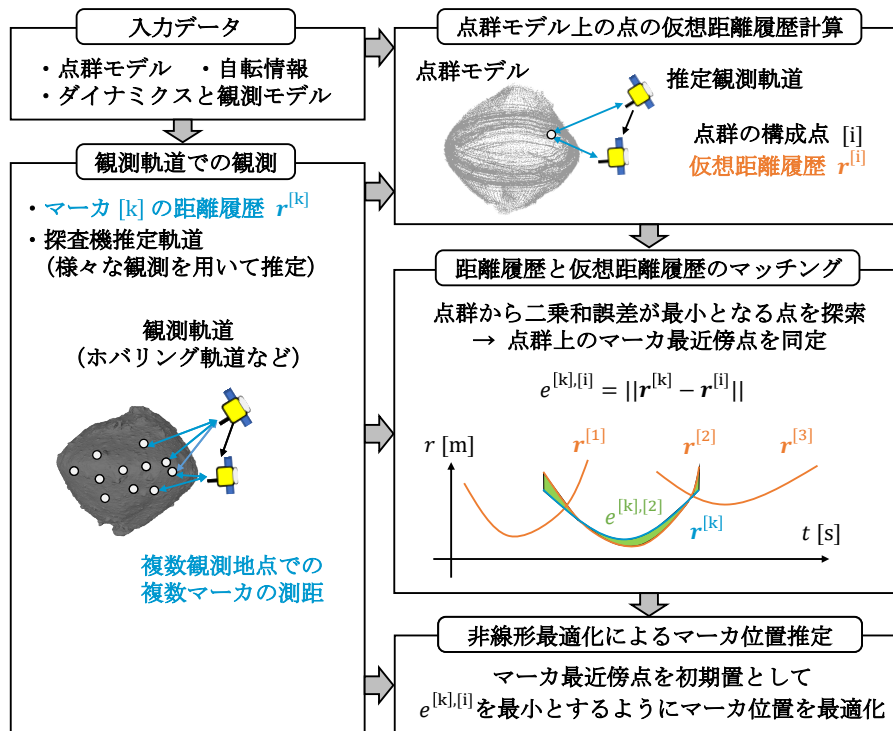 入力データ
・点群モデル ・自転情報
・ダイナミクスと観測モデル
観測軌道での観測
・マーカ [k] の距離履歴 r^[k]
・探査機推定軌道
(様々な観測を用いて推定)
観測軌道
(ホバリング軌道など)
複数観測地点での
複数マーカの測距
点群モデル上の点の仮想距離履歴計算
点群モデル
推定観測軌道
点群の構成点 [i]
仮想距離履歴 r^[i]
距離履歴と仮想距離履歴のマッチング
点群から二乗和誤差が最小となる点を探索
→ 点群上のマーカ最近傍点を同定
e^[k],[i] = ||r^[k] − r^[i]||
r [m]
r^[1]
r^[2]
r^[3]
e^[k],[2]
r^[k]
t [s]
非線形最適化によるマーカ位置推定
マーカ最近傍点を初期置として
e^[k],[i]を最小とするようにマーカ位置を最適化